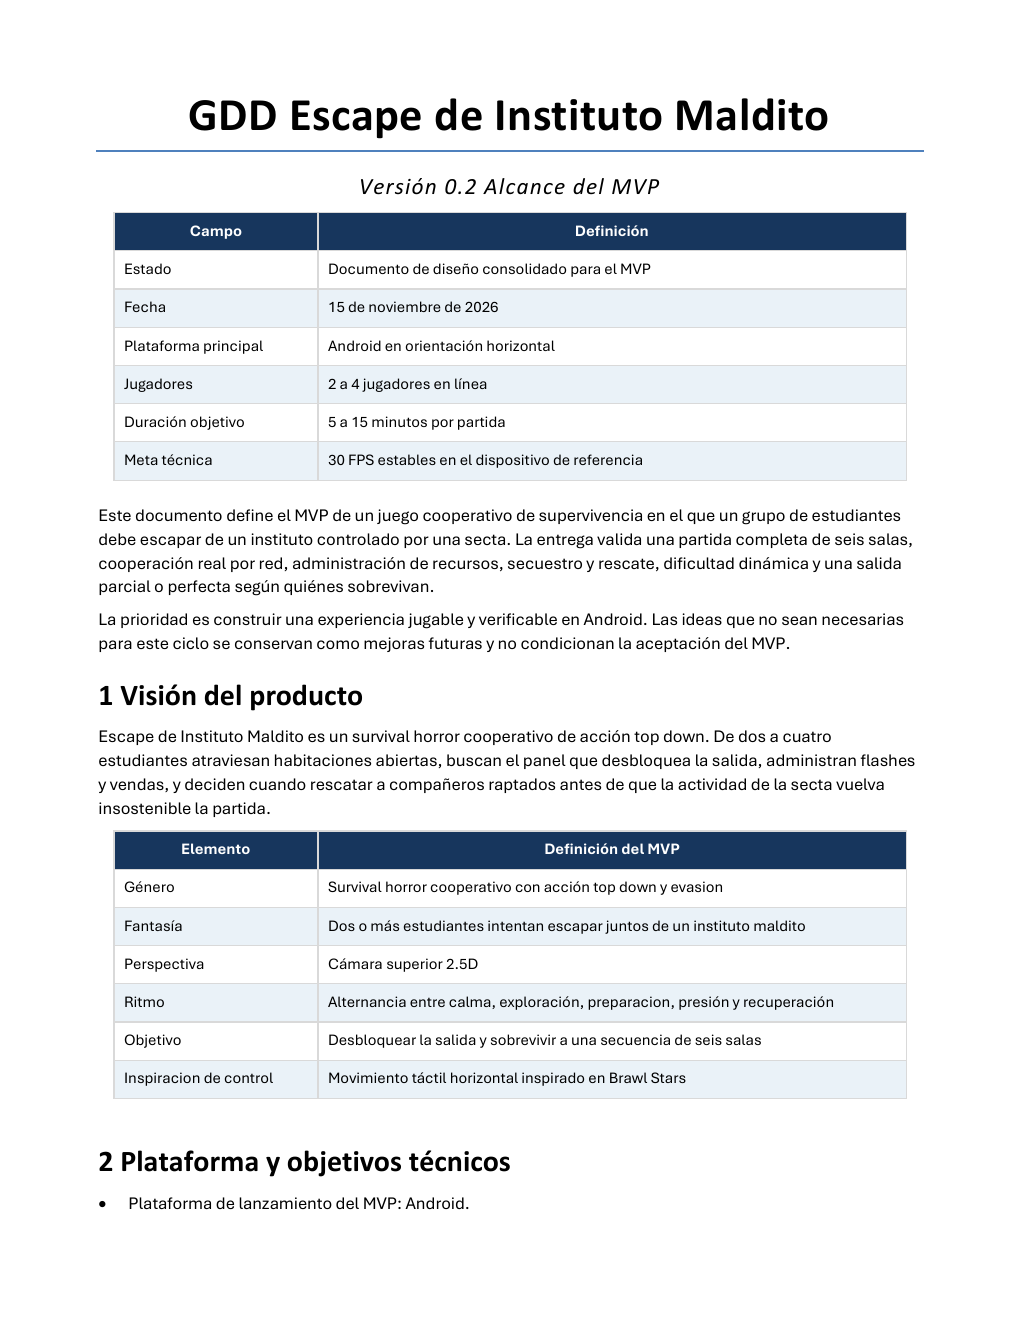 GDD Escape de Instituto Maldito
Versión 0.2 Alcance del MVP
Campo Definición
Estado Documento de diseño consolidado para el MVP
Fecha 15 de noviembre de 2026
Plataforma principal Android en orientación horizontal
Jugadores 2 a 4 jugadores en línea
Duración objetivo 5 a 15 minutos por partida
Meta técnica 30 FPS estables en el dispositivo de referencia
Este documento define el MVP de un juego cooperativo de supervivencia en el que un grupo de estudiantes
debe escapar de un instituto controlado por una secta. La entrega valida una partida completa de seis salas,
cooperación real por red, administración de recursos, secuestro y rescate, dificultad dinámica y una salida
parcial o perfecta según quiénes sobrevivan.
La prioridad es construir una experiencia jugable y verificable en Android. Las ideas que no sean necesarias
para este ciclo se conservan como mejoras futuras y no condicionan la aceptación del MVP.
1 Visión del producto
Escape de Instituto Maldito es un survival horror cooperativo de acción top down. De dos a cuatro
estudiantes atraviesan habitaciones abiertas, buscan el panel que desbloquea la salida, administran flashes
y vendas, y deciden cuando rescatar a compañeros raptados antes de que la actividad de la secta vuelva
insostenible la partida.
Elemento Definición del MVP
Género Survival horror cooperativo con acción top down y evasion
Fantasía Dos o más estudiantes intentan escapar juntos de un instituto maldito
Perspectiva Cámara superior 2.5D
Ritmo Alternancia entre calma, exploración, preparacion, presión y recuperación
Objetivo Desbloquear la salida y sobrevivir a una secuencia de seis salas
Inspiracion de control Movimiento táctil horizontal inspirado en Brawl Stars
2 Plataforma y objetivos técnicos
• Plataforma de lanzamiento del MVP: Android.